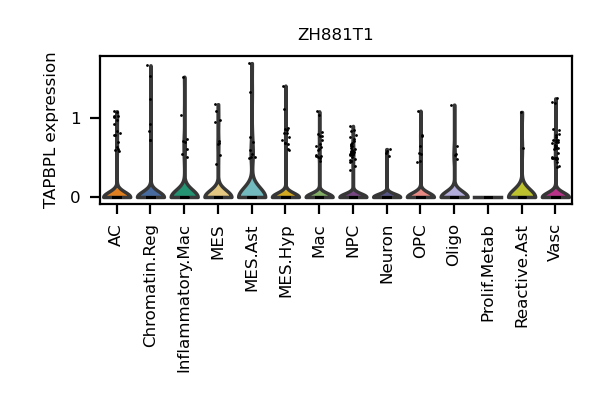 ZH881T1
TAPBPL expression
1
0
AC
Chromatin.Reg
Inflammatory.Mac
MES
MES.Ast
MES.Hyp
Mac
NPC
Neuron
OPC
Oligo
Prolif.Metab
Reactive.Ast
Vasc